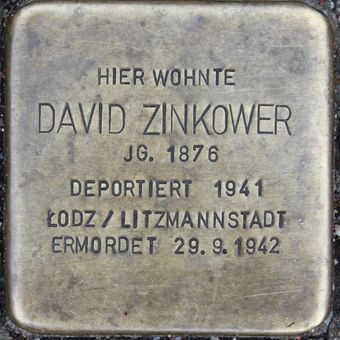 HIER WOHNTE
DAVID ZINKOWER
JG. 1876
DEPORTIERT 1941
ŁODZ / LITZMANNSTADT
ERMORDET 29. 9. 1942